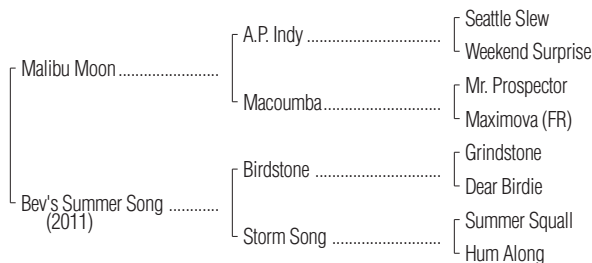 Seattle Slew
A.P. Indy ..............................
Weekend Surprise
Malibu Moon .......................
Mr. Prospector
Macoumba..........................
Maximova (FR)
Grindstone
Birdstone ............................
Dear Birdie
Bev's Summer Song ...........
(2011)
Summer Squall
Storm Song ........................
Hum Along